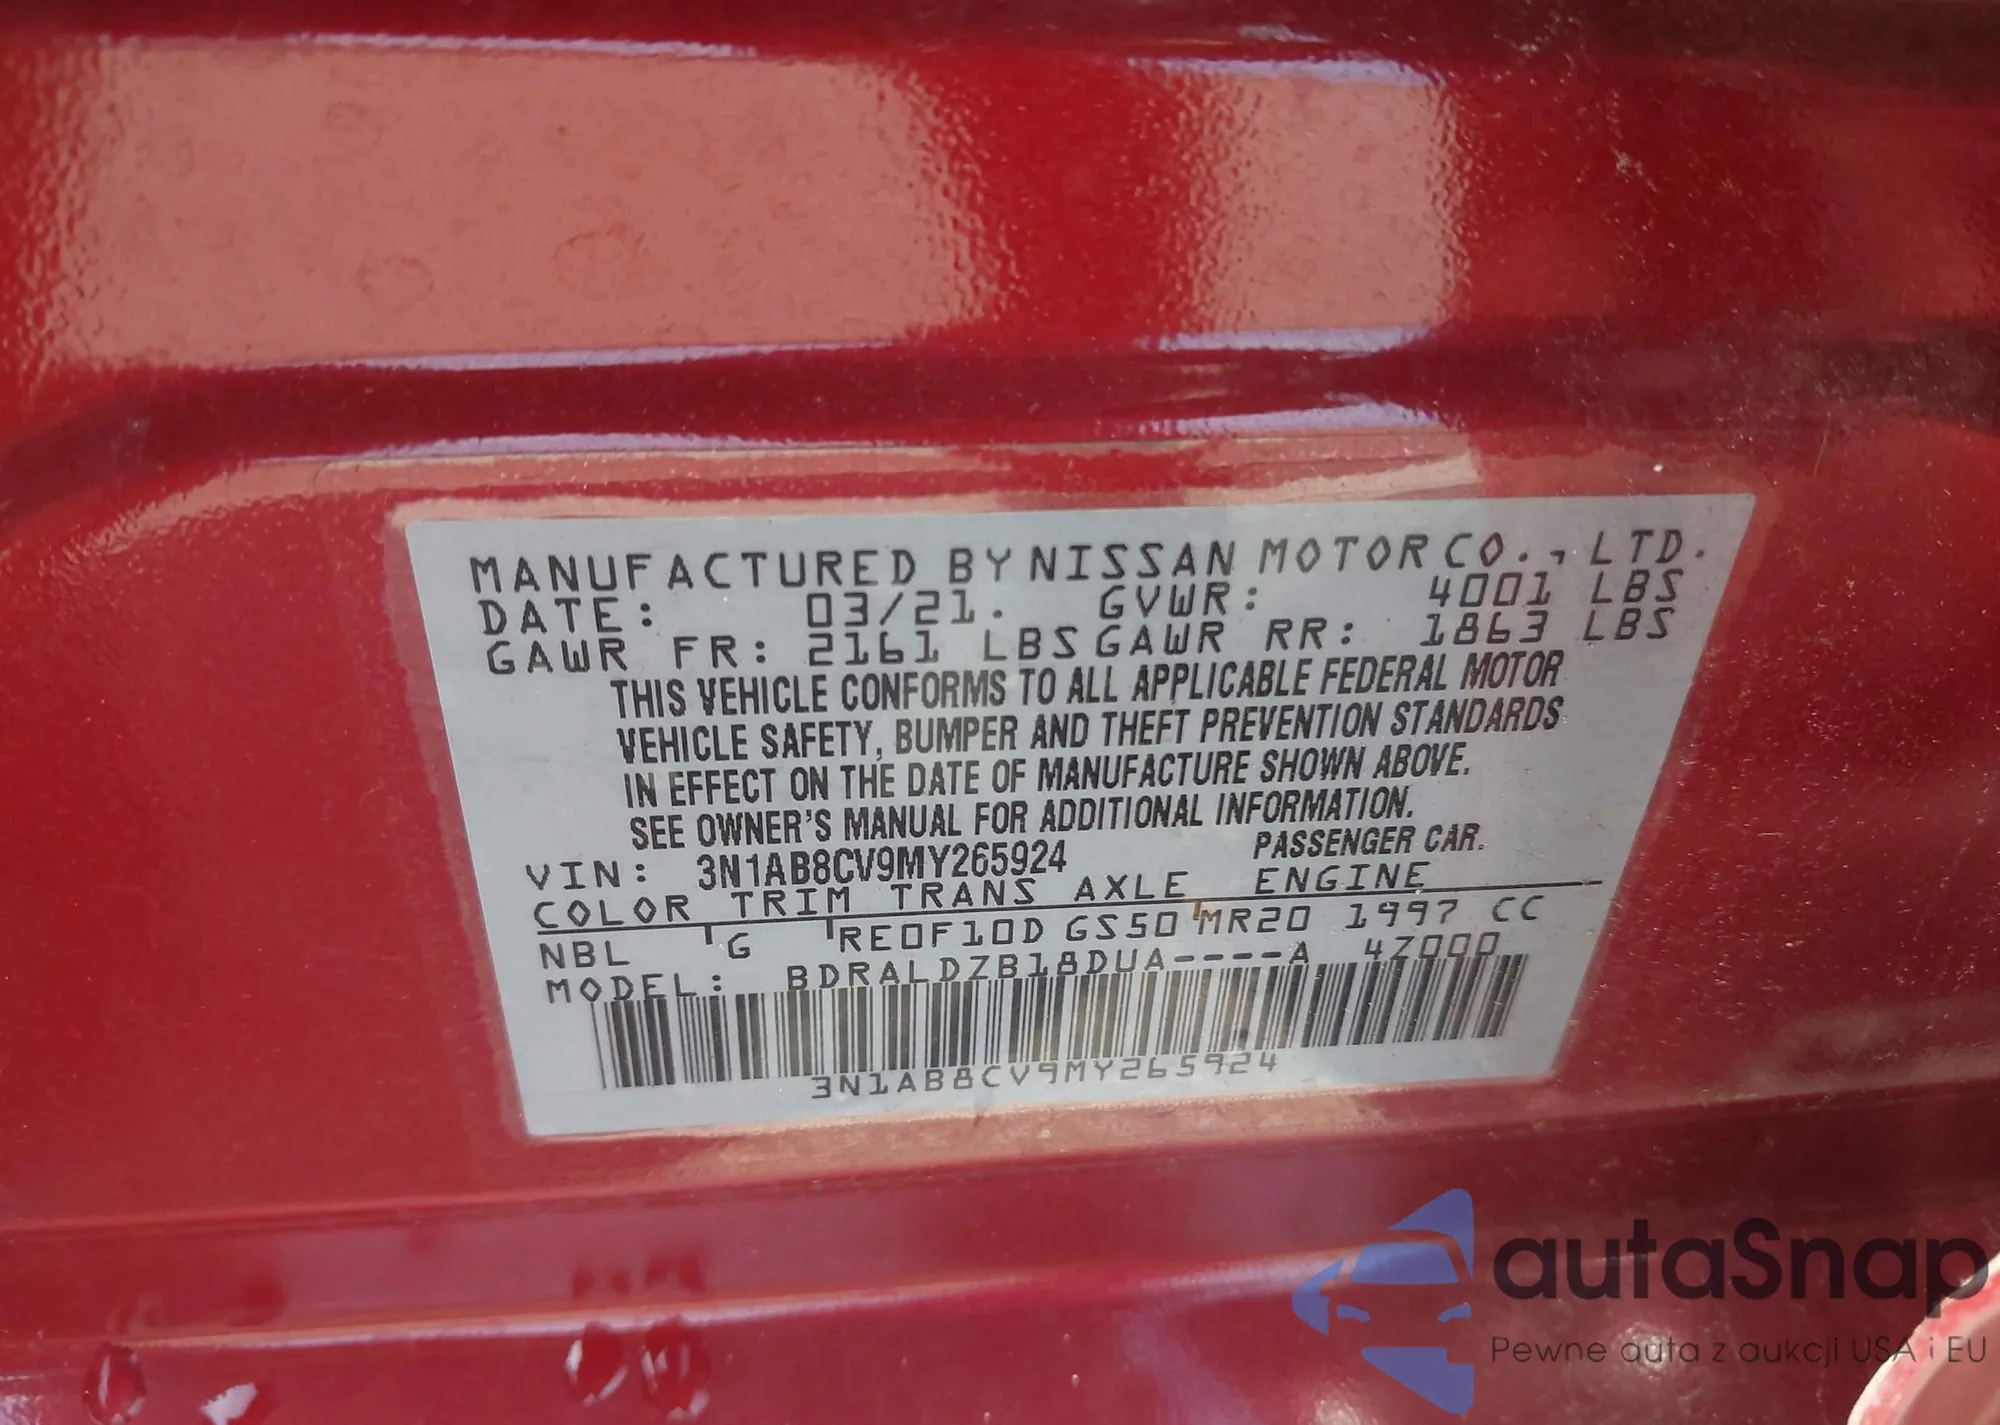 MANUFACTURED BY NISSAN MOTOR CO., LTD.
DATE: 03/21. GVWR: 4001 LBS
GAWR FR: 2161 LBS GAWR RR: 1863 LBS
THIS VEHICLE CONFORMS TO ALL APPLICABLE FEDERAL MOTOR
VEHICLE SAFETY, BUMPER AND THEFT PREVENTION STANDARDS
IN EFFECT ON THE DATE OF MANUFACTURE SHOWN ABOVE.
SEE OWNER'S MANUAL FOR ADDITIONAL INFORMATION.
VIN: 3N1AB8CV9MY265924 PASSENGER CAR.
COLOR TRIM TRANS AXLE ENGINE
NBL G RE0F10D GS50 MR20 1997 CC
MODEL: BDRALDZB18DUA----A 4Z000
3N1AB8CV9MY265924
autaSnap
Pewne auta z aukcji USA i EU